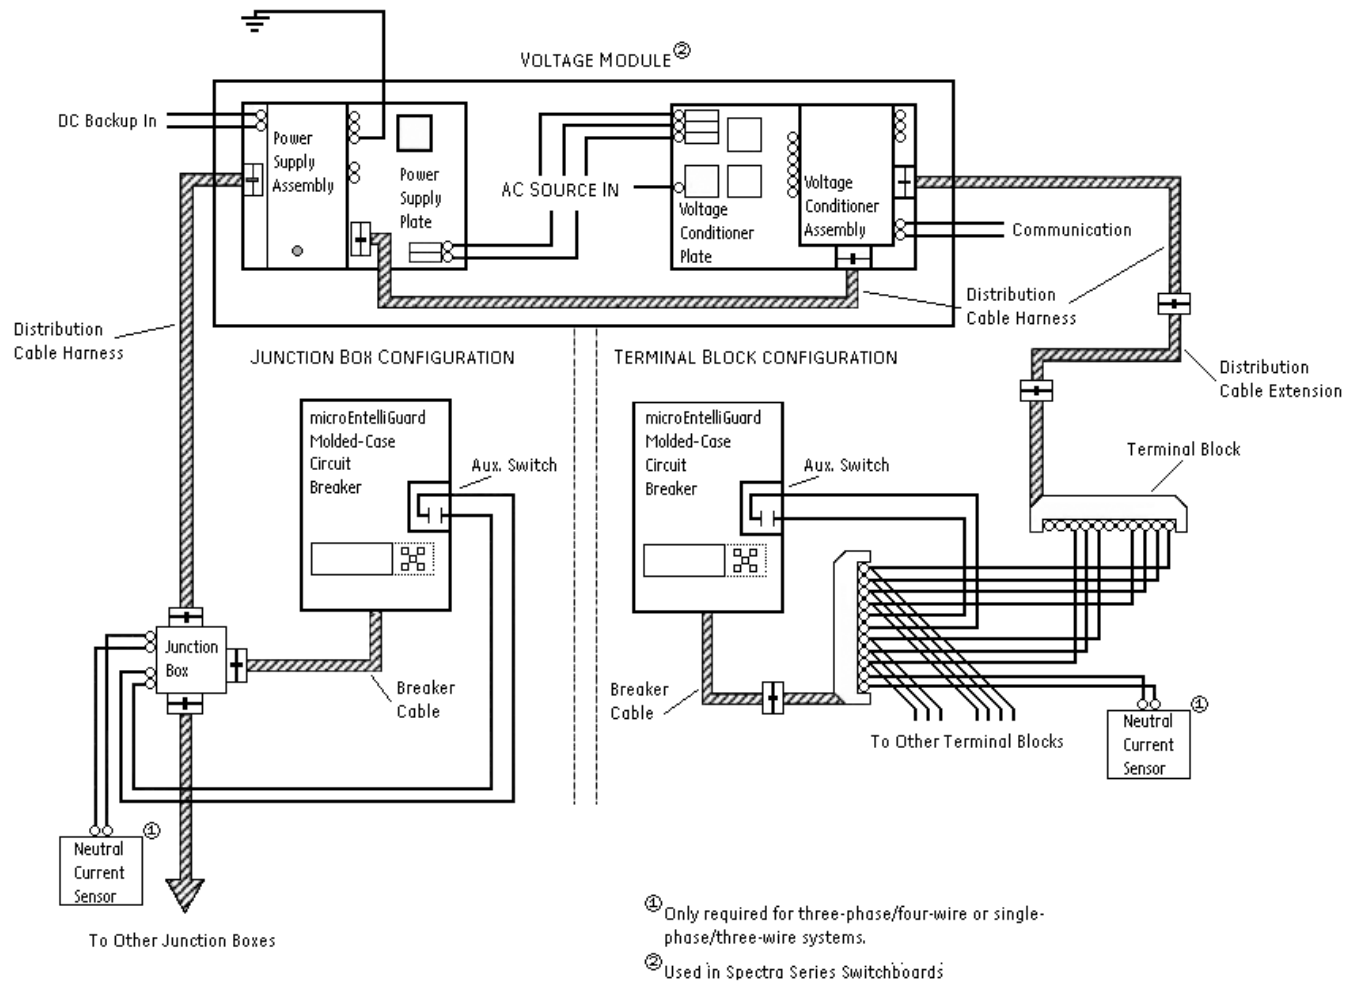 VOLTAGE MODULE②
DC Backup In
Power
Supply
Assembly
Power
Supply
Plate
AC SOURCE IN
Voltage
Conditioner
Plate
Voltage
Conditioner
Assembly
Communication
Distribution
Cable Harness
Distribution
Cable Harness
Distribution
Cable Extension
JUNCTION BOX CONFIGURATION
TERMINAL BLOCK CONFIGURATION
microEntelliGuard
Molded-Case
Circuit
Breaker
Aux. Switch
microEntelliGuard
Molded-Case
Circuit
Breaker
Aux. Switch
Terminal Block
Junction
Box
Breaker
Cable
Breaker
Cable
To Other Terminal Blocks
①
Neutral
Current
Sensor
①
Neutral
Current
Sensor
To Other Junction Boxes
①Only required for three-phase/four-wire or single-
phase/three-wire systems.
②Used in Spectra Series Switchboards